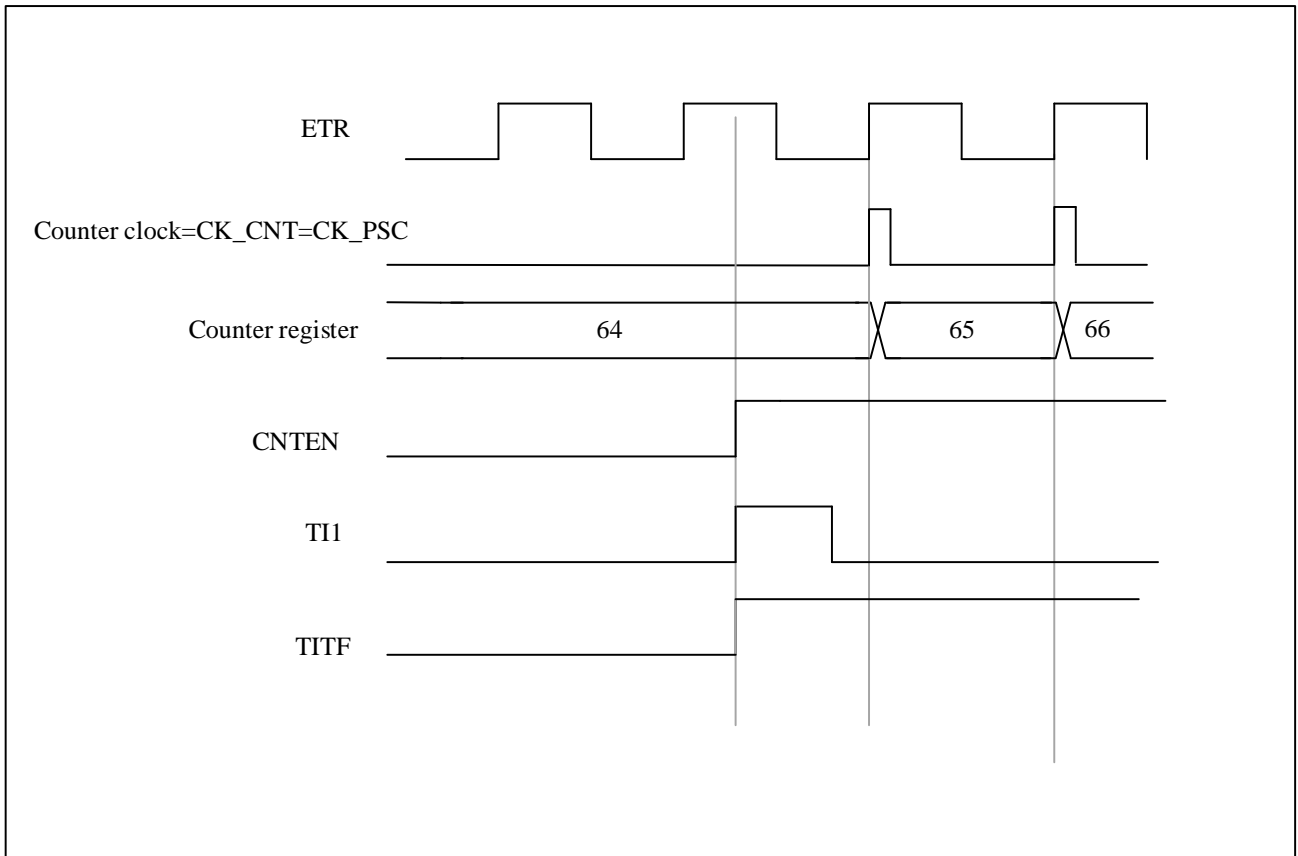 ETR
Counter clock=CK_CNT=CK_PSC
Counter register 64 65 66
CNTEN
TI1
TITF